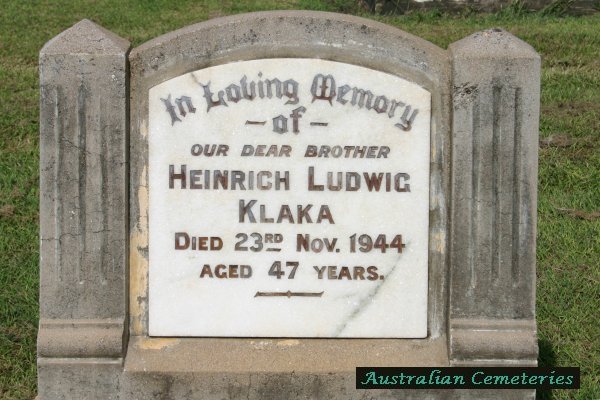 In Loving Memory
– of –
OUR DEAR BROTHER
HEINRICH LUDWIG
KLAKA
DIED 23RD NOV. 1944
AGED 47 YEARS.
Australian Cemeteries